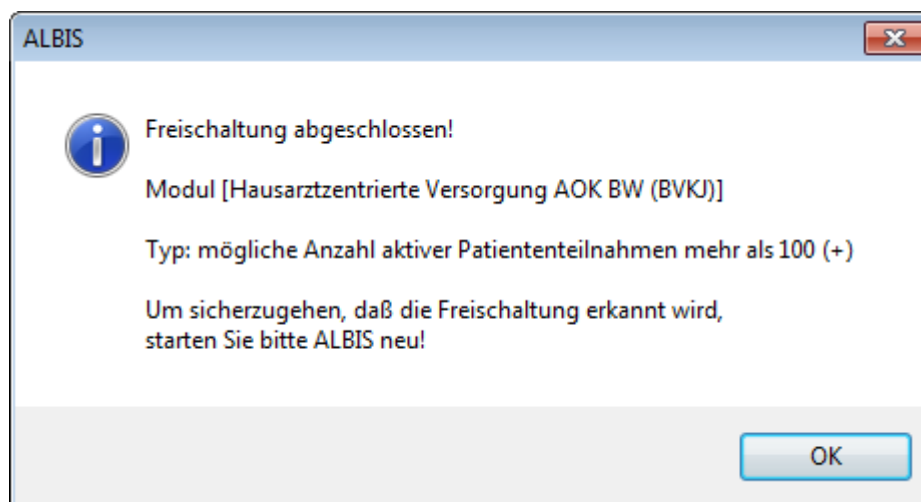 ALBIS
Freischaltung abgeschlossen!
Modul [Hausarztzentrierte Versorgung AOK BW (BVKJ)]
Typ: mögliche Anzahl aktiver Patiententeilnahmen mehr als 100 (+)
Um sicherzugehen, daß die Freischaltung erkannt wird,
starten Sie bitte ALBIS neu!
OK